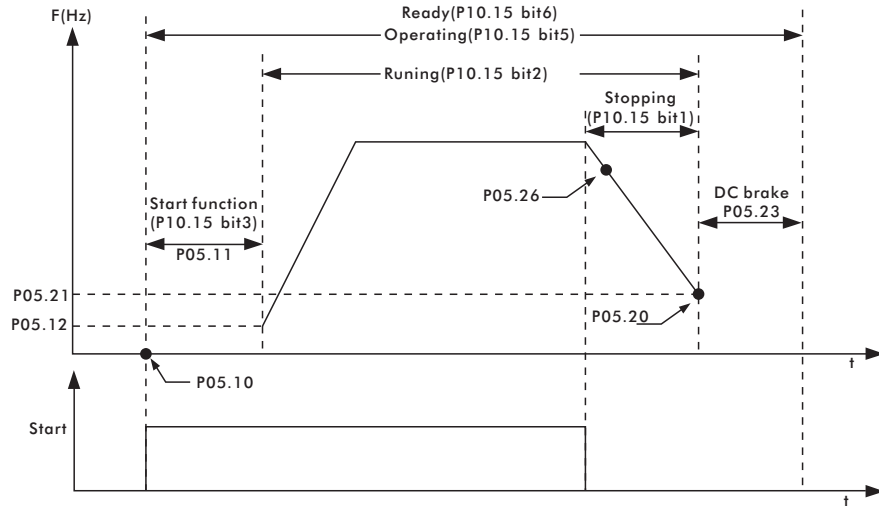 F(Hz)
Ready(P10.15 bit6)
Operating(P10.15 bit5)
Runing(P10.15 bit2)
Stopping
(P10.15 bit1)
P05.26
DC brake
P05.23
Start function
(P10.15 bit3)
P05.11
P05.21
P05.12
P05.20
P05.10
t
Start
t